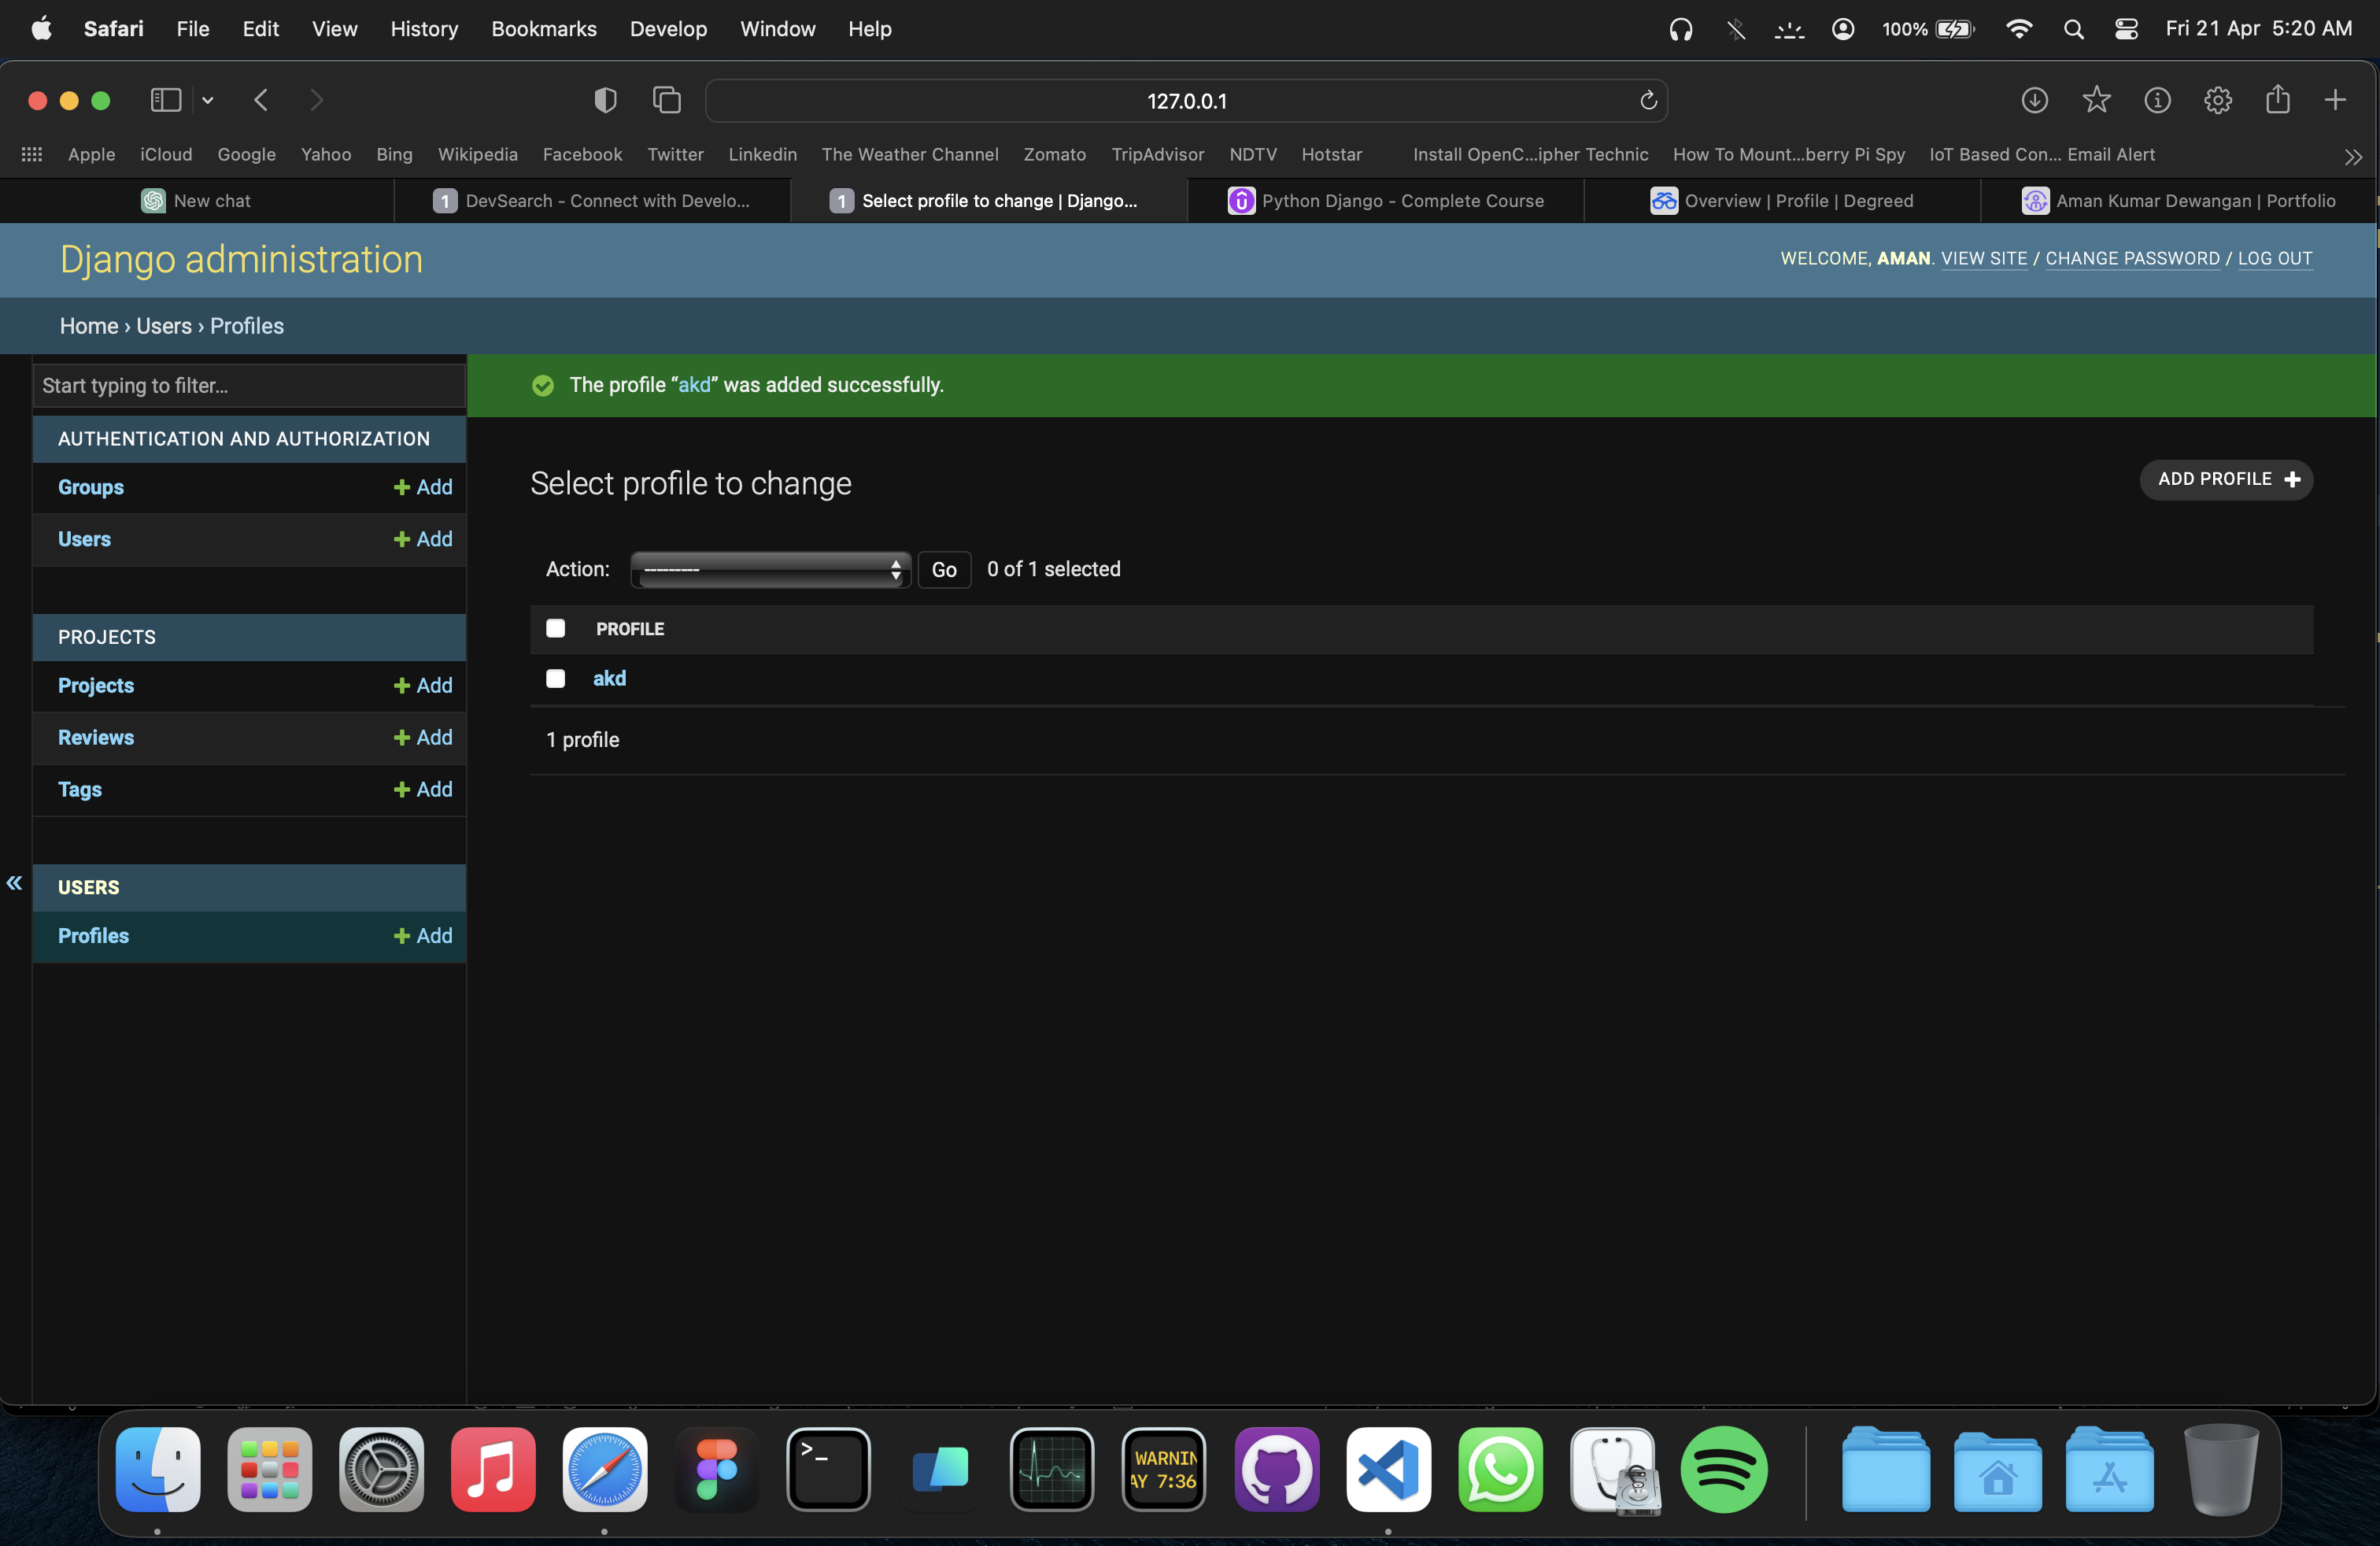 Safari File Edit View History Bookmarks Develop Window Help 100% Fri 21 Apr 5:20 AM
127.0.0.1
Apple iCloud Google Yahoo Bing Wikipedia Facebook Twitter Linkedin The Weather Channel Zomato TripAdvisor NDTV Hotstar Install OpenC...ipher Technic How To Mount...berry Pi Spy IoT Based Con... Email Alert
New chat 1 DevSearch - Connect with Develo... 1 Select profile to change | Django... Python Django - Complete Course Overview | Profile | Degreed Aman Kumar Dewangan | Portfolio
Django administration
WELCOME, AMAN. VIEW SITE / CHANGE PASSWORD / LOG OUT
Home › Users › Profiles
Start typing to filter...
AUTHENTICATION AND AUTHORIZATION
Groups + Add
Users + Add
PROJECTS
Projects + Add
Reviews + Add
Tags + Add
«
USERS
Profiles + Add
The profile “akd” was added successfully.
Select profile to change
ADD PROFILE +
Action: --------- Go 0 of 1 selected
PROFILE
akd
1 profile
>_
WARNIN
AY 7:36